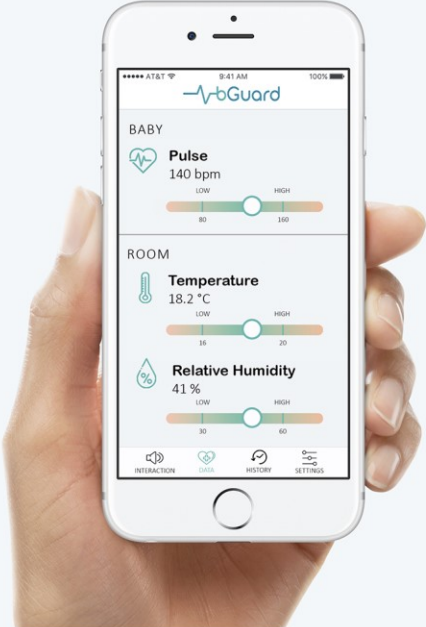 AT&T 9:41 AM 100%
bGuard
BABY
Pulse
140 bpm
LOW HIGH
80 160
ROOM
Temperature
18.2 °C
LOW HIGH
16 20
%
Relative Humidity
41 %
LOW HIGH
30 60
INTERACTION DATA HISTORY SETTINGS